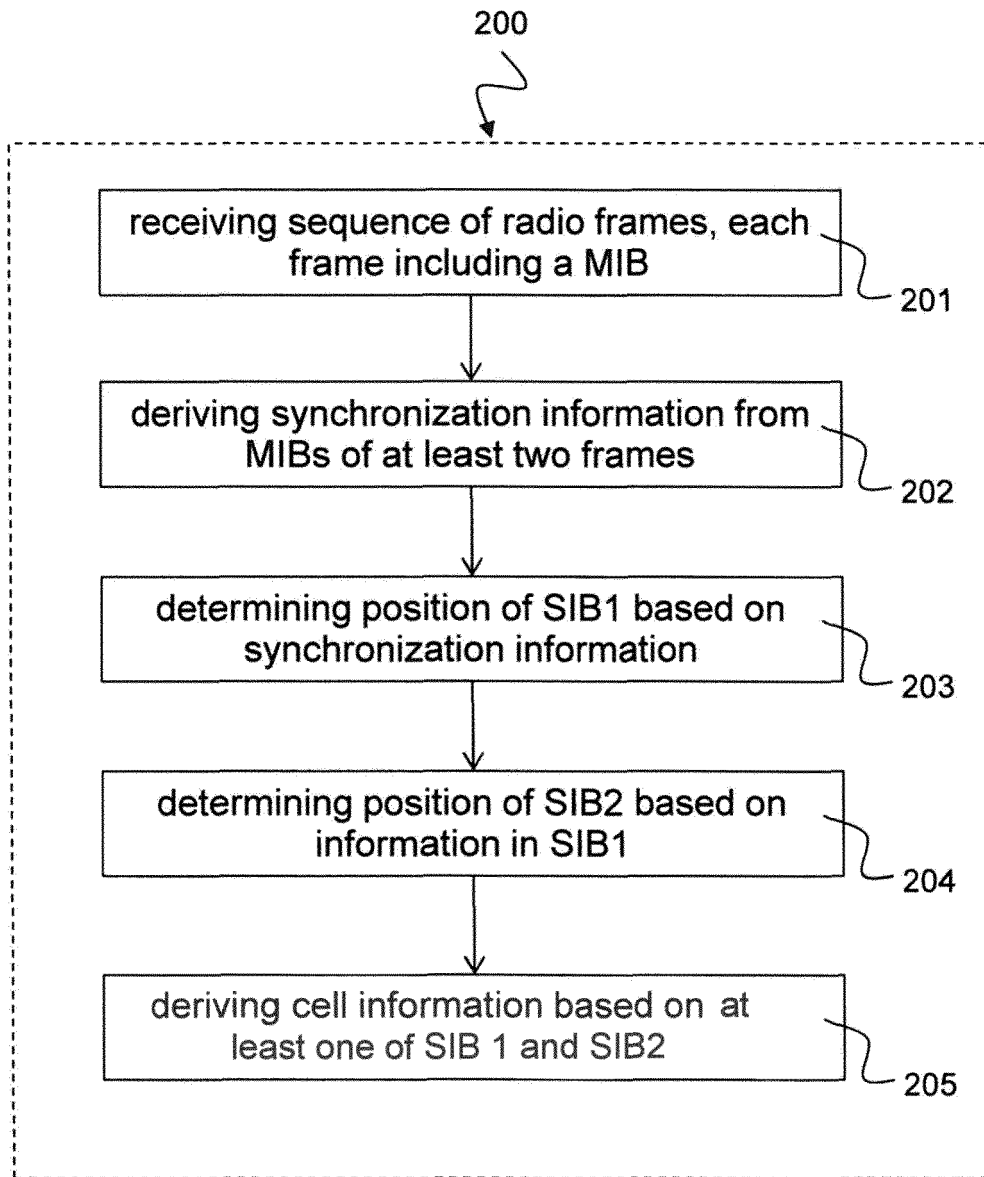 200
receiving sequence of radio frames, each
frame including a MIB
201
deriving synchronization information from
MIBs of at least two frames
202
determining position of SIB1 based on
synchronization information
203
determining position of SIB2 based on
information in SIB1
204
deriving cell information based on at
least one of SIB 1 and SIB2
205